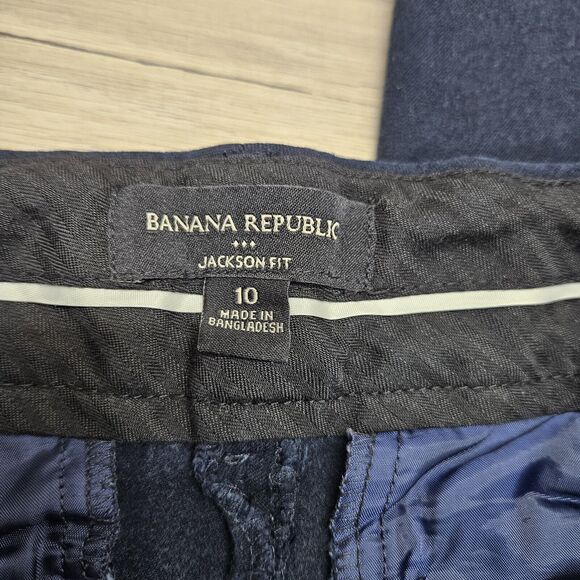 BANANA REPUBLIC
JACKSON FIT
10
MADE IN
BANGLADESH